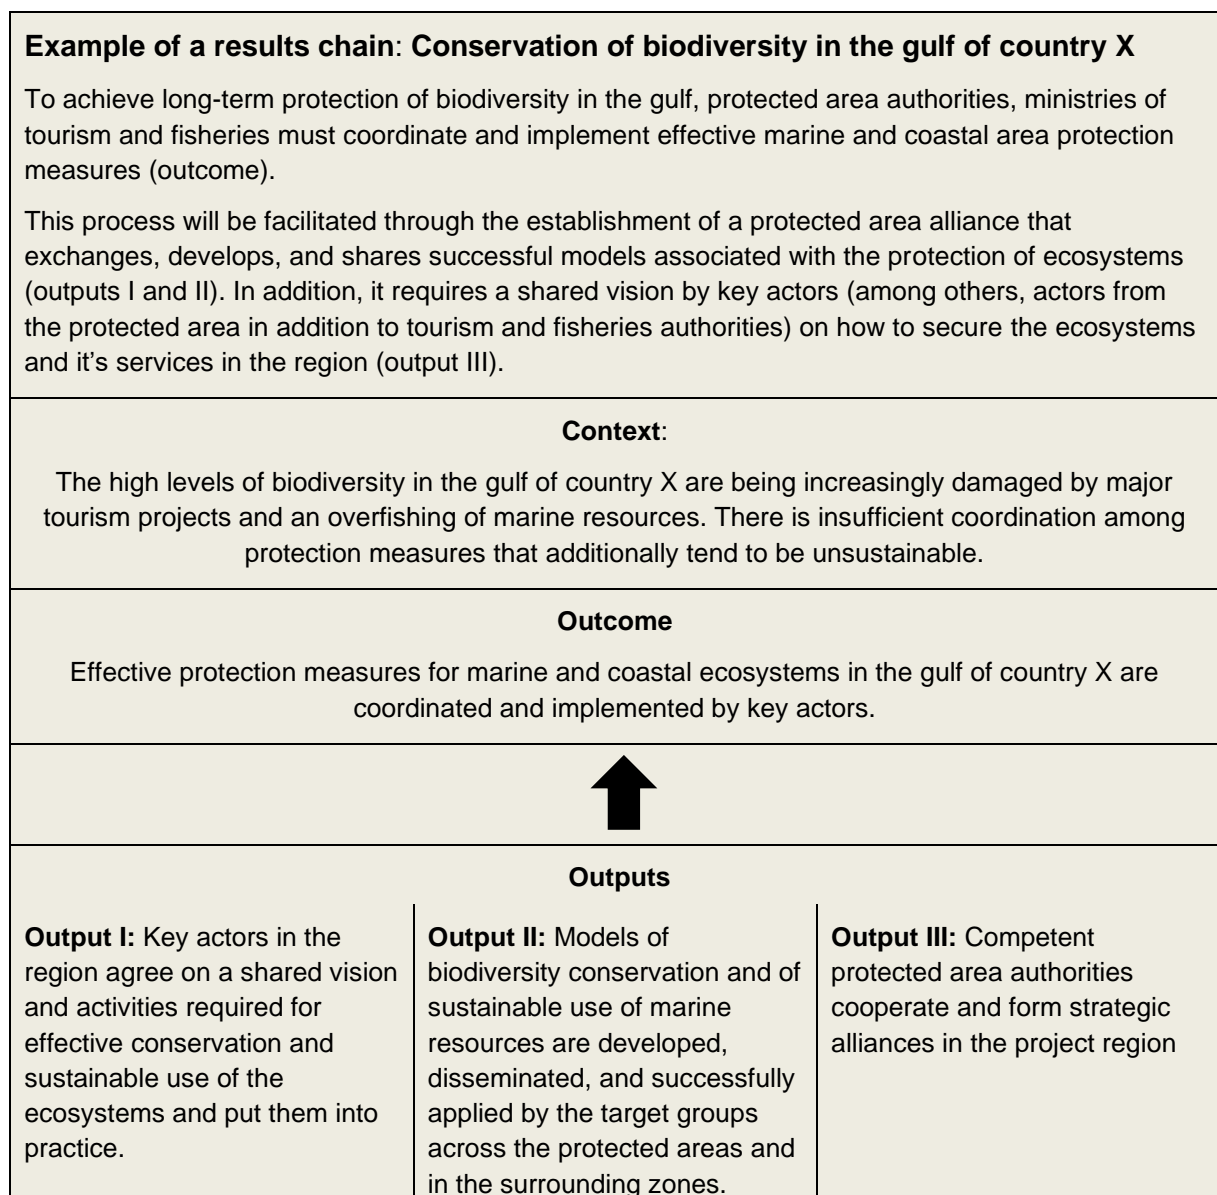 Example of a results chain: Conservation of biodiversity in the gulf of country X
To achieve long-term protection of biodiversity in the gulf, protected area authorities, ministries of
tourism and fisheries must coordinate and implement effective marine and coastal area protection
measures (outcome).
This process will be facilitated through the establishment of a protected area alliance that
exchanges, develops, and shares successful models associated with the protection of ecosystems
(outputs I and II). In addition, it requires a shared vision by key actors (among others, actors from
the protected area in addition to tourism and fisheries authorities) on how to secure the ecosystems
and it's services in the region (output III).
Context:
The high levels of biodiversity in the gulf of country X are being increasingly damaged by major
tourism projects and an overfishing of marine resources. There is insufficient coordination among
protection measures that additionally tend to be unsustainable.
Outcome
Effective protection measures for marine and coastal ecosystems in the gulf of country X are
coordinated and implemented by key actors.
Outputs
Output I: Key actors in the
region agree on a shared vision
and activities required for
effective conservation and
sustainable use of the
ecosystems and put them into
practice.
Output II: Models of
biodiversity conservation and of
sustainable use of marine
resources are developed,
disseminated, and successfully
applied by the target groups
across the protected areas and
in the surrounding zones.
Output III: Competent
protected area authorities
cooperate and form strategic
alliances in the project region